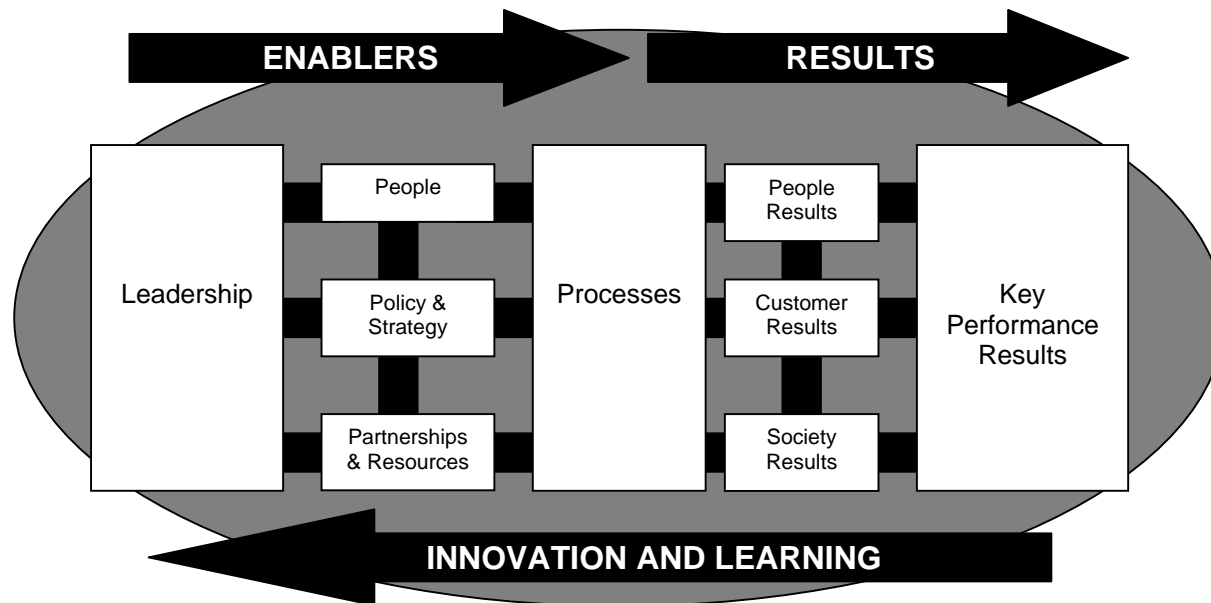 ENABLERS
RESULTS
Leadership
People
Policy &
Strategy
Partnerships
& Resources
Processes
People
Results
Customer
Results
Society
Results
Key
Performance
Results
INNOVATION AND LEARNING